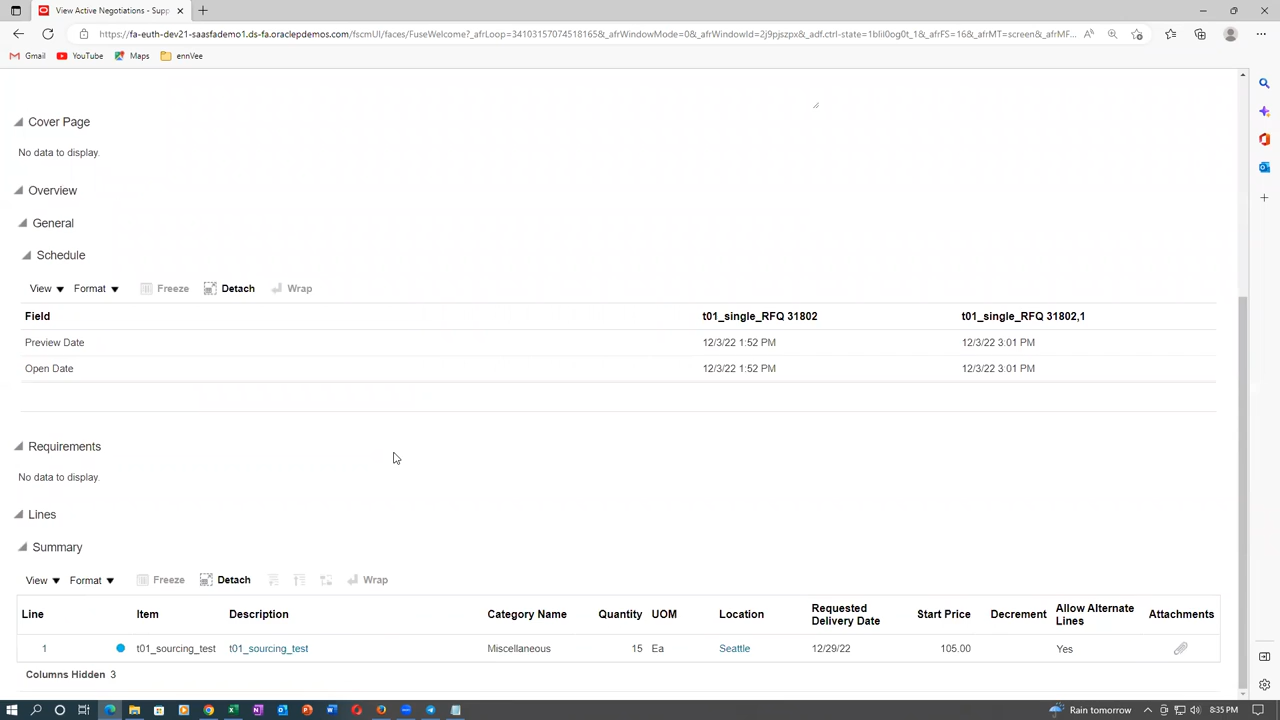 View Active Negotiations - Supp
https://fa-euth-dev21-saasfademo1.ds-fa.oraclepdemos.com/fscmUI/faces/FuseWelcome?_afrLoop=34103157074518165&_afrWindowMode=0&_afrWindowId=2j9pjszpx&_adf.ctrl-state=1blii0og0t_1&_afrFS=16&_afrMT=screen&_afrMF...
Gmail YouTube Maps ennVee
Cover Page
No data to display.
Overview
General
Schedule
View Format Freeze Detach Wrap
Field t01_single_RFQ 31802 t01_single_RFQ 31802,1
Preview Date 12/3/22 1:52 PM 12/3/22 3:01 PM
Open Date 12/3/22 1:52 PM 12/3/22 3:01 PM
Requirements
No data to display.
Lines
Summary
View Format Freeze Detach Wrap
Line Item Description Category Name Quantity UOM Location Requested Delivery Date Start Price Decrement Allow Alternate Lines Attachments
1 t01_sourcing_test t01_sourcing_test Miscellaneous 15 Ea Seattle 12/29/22 105.00 Yes
Columns Hidden 3
Rain tomorrow 8:35 PM